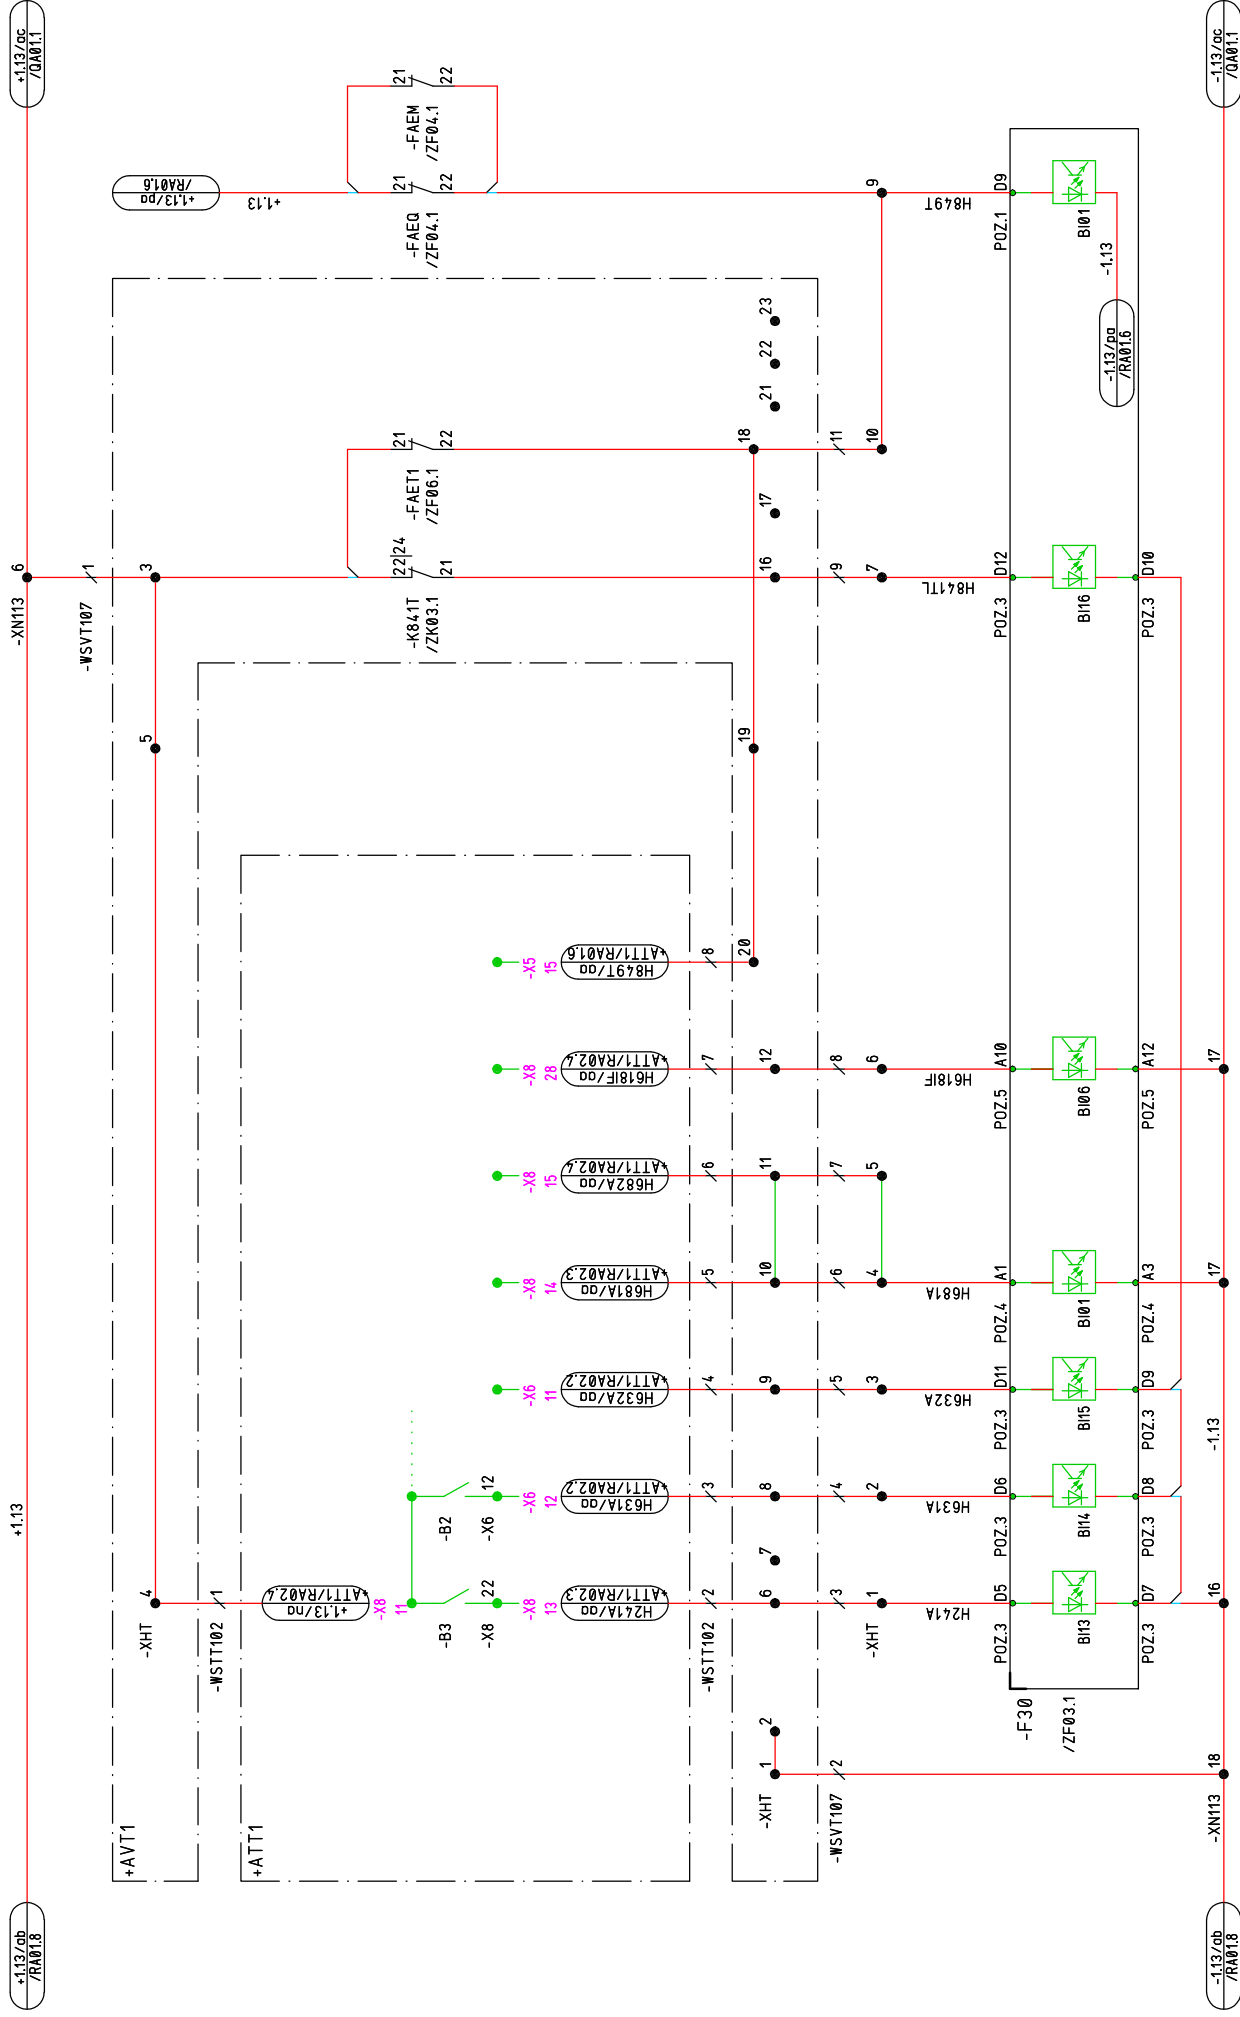 +1.13/ab
/RA01.8
+1.13
-XN113
6
+1.13/ac
/QA01.1
+AVT1
-XHT
4
5
3
-WSVT107
1
-WSTT102
1
+1.13/pa
/RA01.6
+1.13
+ATT1
+1.13/na
+ATT1/RA02.4
-X8
11
-B3
-B2
-X8
22
-X6
12
-K841T
/ZK03.1
22|24
21
-FAET1
/ZF06.1
21
22
-FAEQ
/ZF04.1
21
22
-FAEM
/ZF04.1
21
22
-X8
13
-X6
12
-X6
11
-X8
14
-X8
15
-X8
28
-X5
15
H241A/aa
+ATT1/RA02.3
H631A/aa
+ATT1/RA02.2
H632A/aa
+ATT1/RA02.2
H681A/aa
+ATT1/RA02.3
H682A/aa
+ATT1/RA02.4
H618IF/aa
+ATT1/RA02.4
H849T/aa
+ATT1/RA01.6
-WSTT102
2
3
4
5
6
7
8
-XHT
1
2
6
7
8
9
10
11
12
20
19
16
17
18
21
22
23
-WSVT107
2
3
4
5
6
7
8
9
11
-XHT
1
2
3
4
5
6
7
10
9
H241A
H631A
H632A
H681A
H618IF
H841TL
H849T
-F30
/ZF03.1
POZ.3
D5
POZ.3
D6
POZ.3
D11
POZ.4
A1
POZ.5
A10
POZ.3
D12
POZ.1
D9
BI13
BI14
BI15
BI01
BI06
BI16
BI01
-1.13
-1.13/pa
/RA01.6
POZ.3
D7
POZ.3
D8
POZ.3
D9
POZ.4
A3
POZ.5
A12
POZ.3
D10
-1.13/ab
/RA01.8
-XN113
18
16
-1.13
17
17
-1.13/ac
/QA01.1